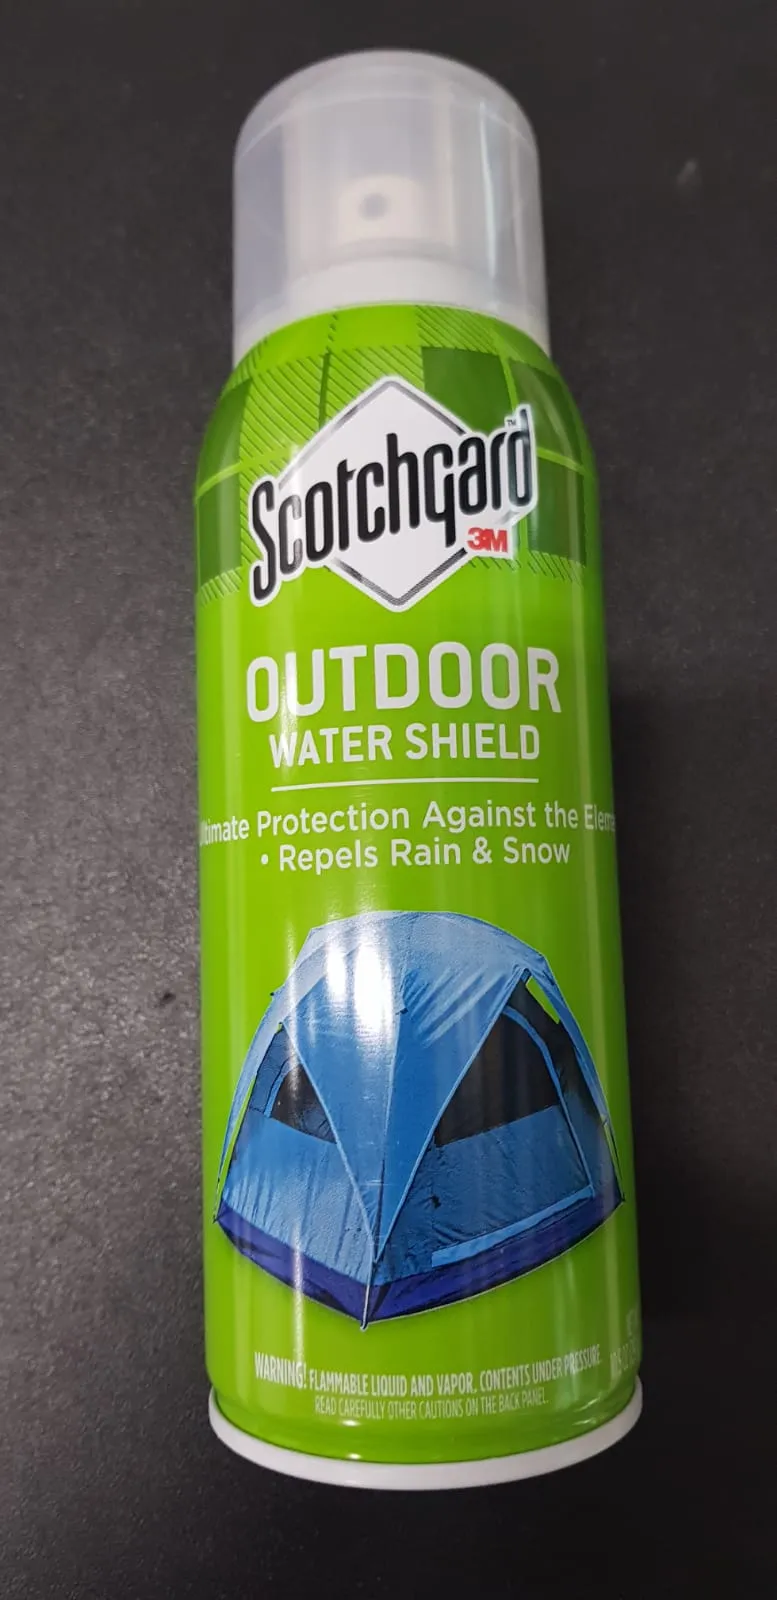 Scotchgard™
3M
OUTDOOR
WATER SHIELD
Protection Against the
• Repels Rain & Snow
WARNING! FLAMMABLE LIQUID AND VAPOR. CONTENTS UNDER PRESSURE.
READ CAREFULLY OTHER CAUTIONS ON THE BACK PANEL.